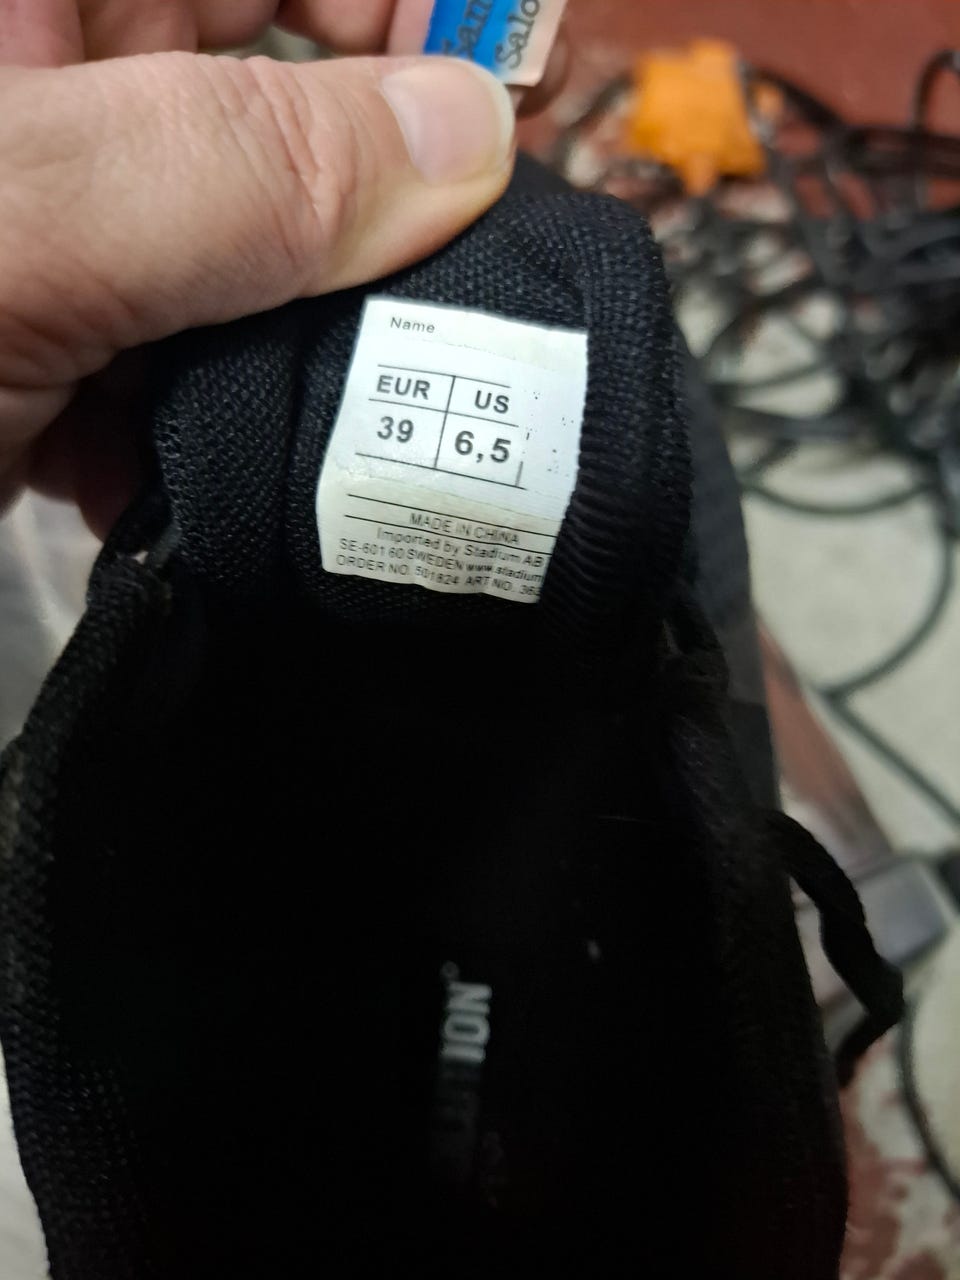 Name
EUR US
39 6,5
MADE IN CHINA
Imported by Stadium AB
SE-601 60 SWEDEN www.stadium
ORDER NO. 501824 ART NO. 363